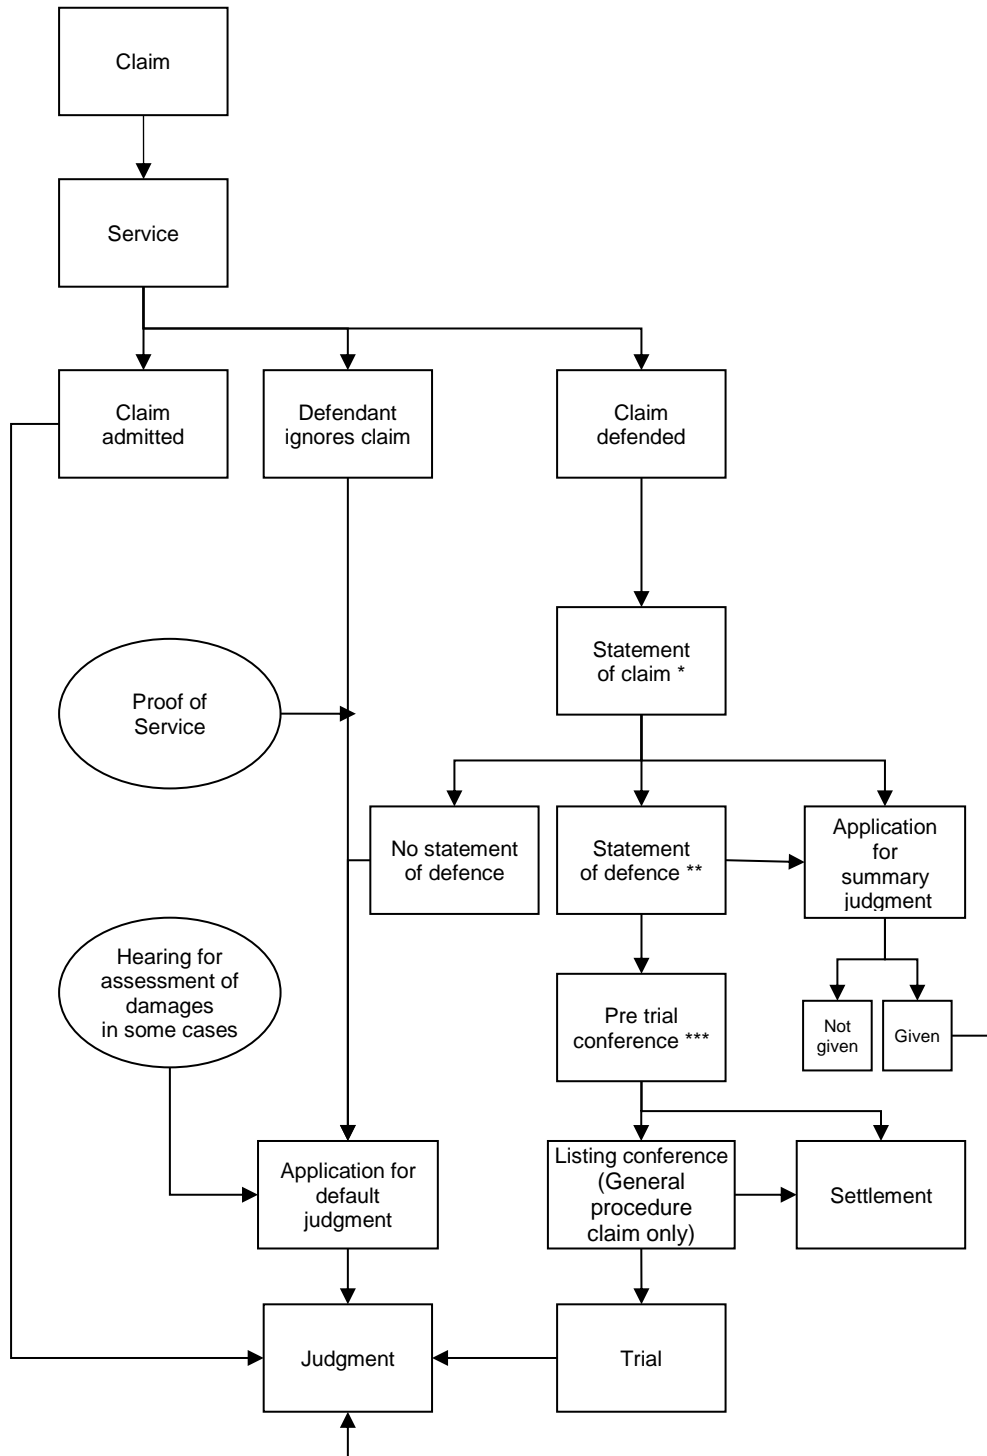 Claim
Service
Claim
admitted
Defendant
ignores claim
Claim
defended
Statement
of claim *
Proof of
Service
No statement
of defence
Statement
of defence **
Application
for
summary
judgment
Hearing for
assessment of
damages
in some cases
Pre trial
conference ***
Not
given
Given
Application for
default
judgment
Listing conference
(General
procedure
claim only)
Settlement
Judgment
Trial